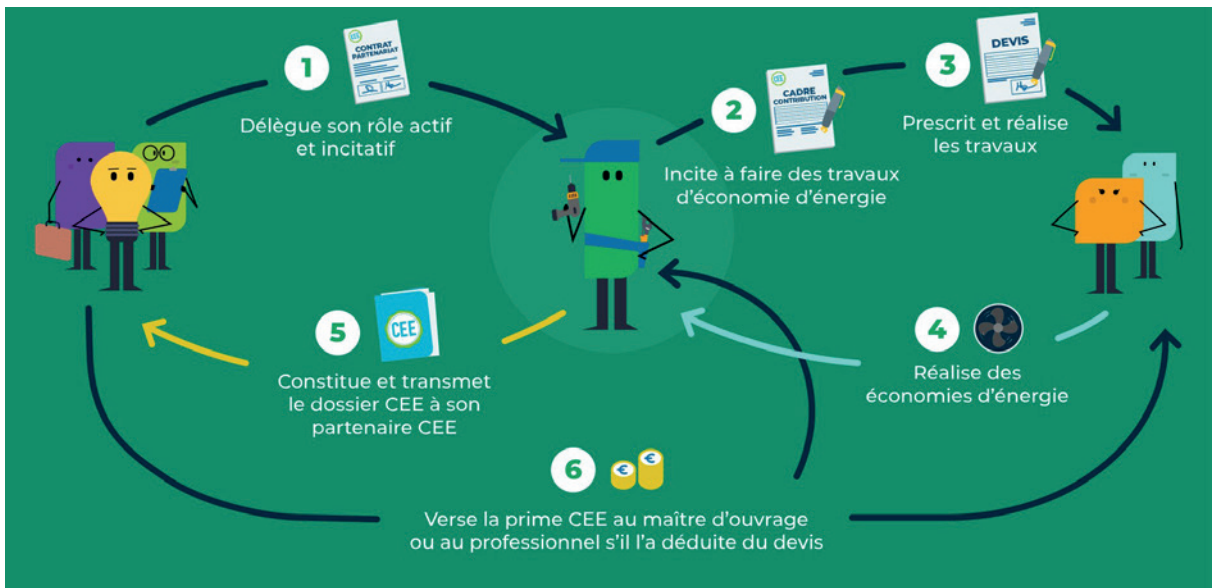 1
CEE
CONTRAT
PARTENARIAT
Délègue son rôle actif
et incitatif
2
CEE
CADRE
CONTRIBUTION
Incite à faire des travaux
d'économie d'énergie
3
DEVIS
Prescrit et réalise
les travaux
4
Réalise des
économies d'énergie
5
CEE
Constitue et transmet
le dossier CEE à son
partenaire CEE
6
€
€
Verse la prime CEE au maître d'ouvrage
ou au professionnel s'il l'a déduite du devis